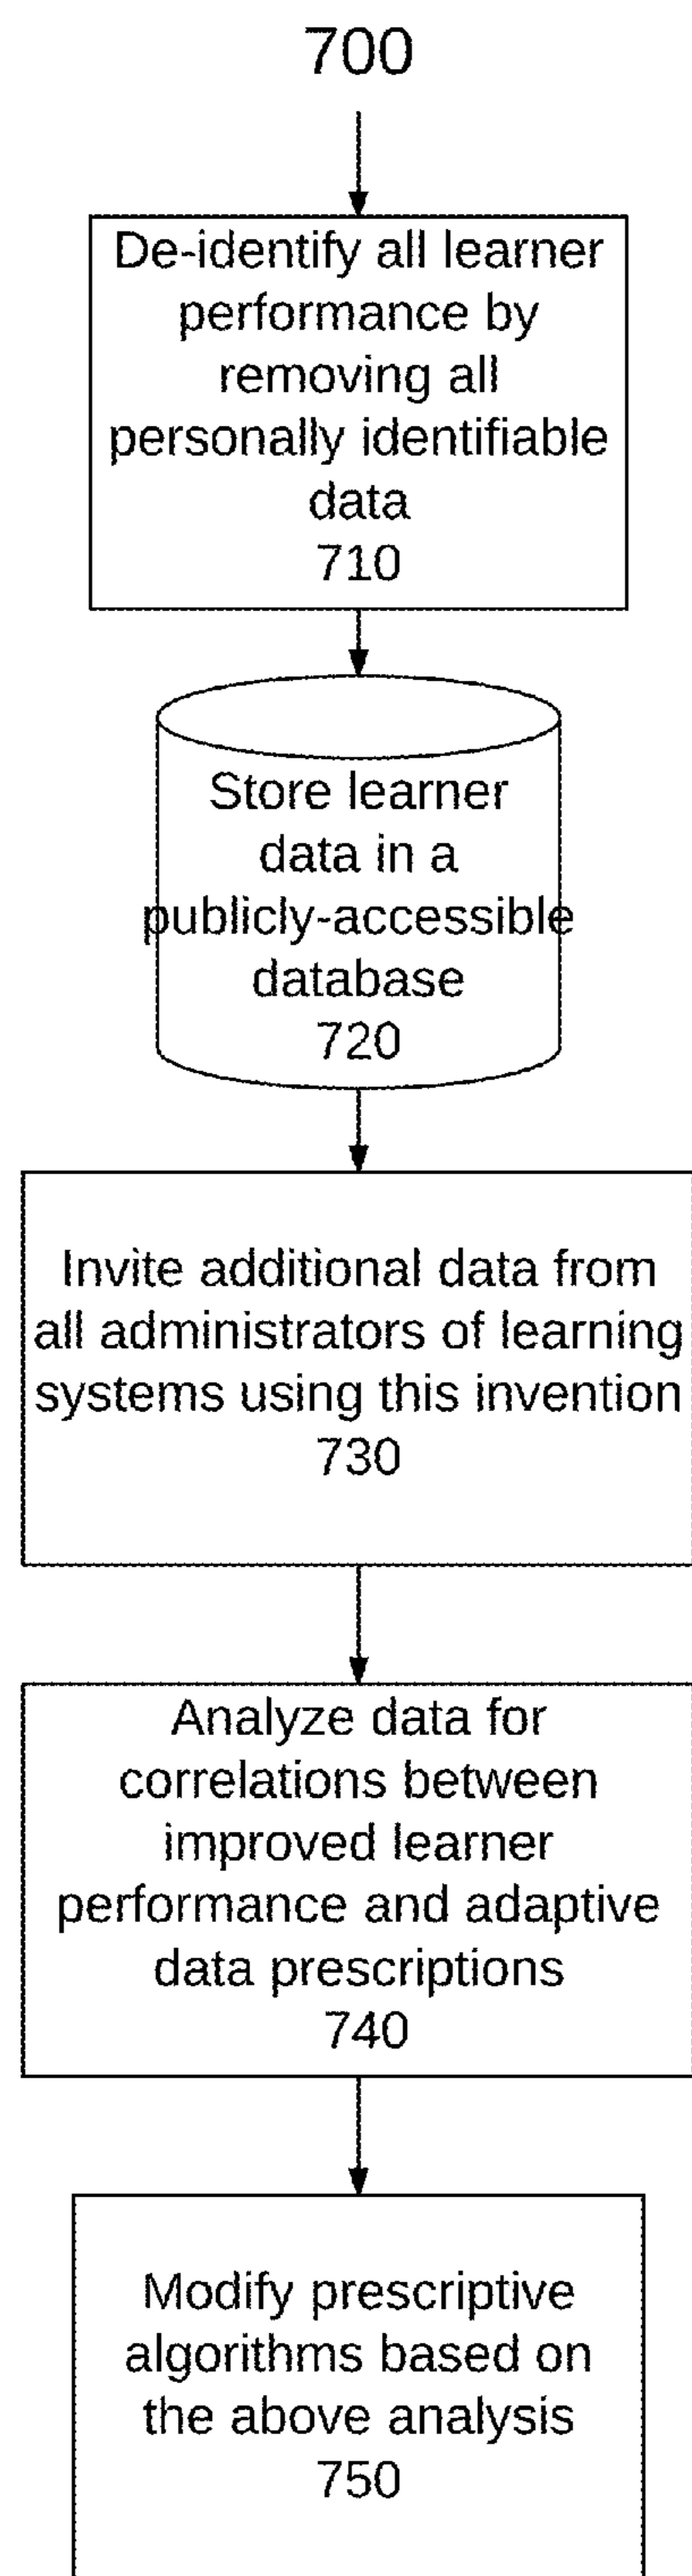 700
De-identify all learner
performance by
removing all
personally identifiable
data
710
Store learner
data in a
publicly-accessible
database
720
Invite additional data from
all administrators of learning
systems using this invention
730
Analyze data for
correlations between
improved learner
performance and adaptive
data prescriptions
740
Modify prescriptive
algorithms based on
the above analysis
750